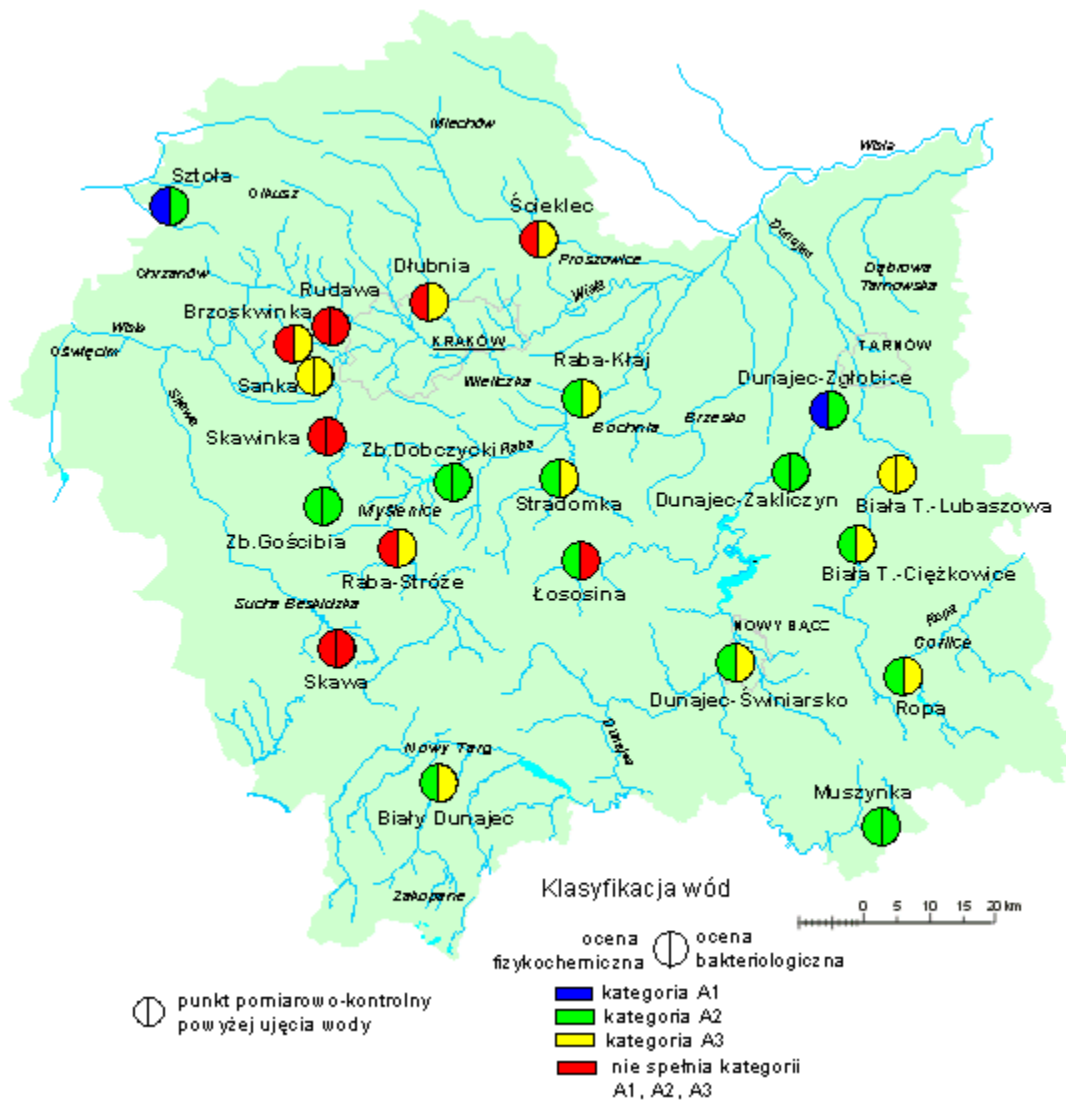 Miechów
Wisła
Sztoła
Olkusz
Ścieklec
Dunajec
Proszowice
Chrzanów
Dłubnia
Dąbrowa
Tarnowska
Rudawa
Wisła
Brzoskwinka
Wisła
KRAKÓW
TARNÓW
Oświęcim
Raba-Kłaj
Dunajec-Zgłobice
Sanka
Wieliczka
Skawa
Brzesko
Bochnia
Skawinka
Zb.Dobczycki
Raba
Stradomka
Dunajec-Zakliczyn
Biała T.-Lubaszowa
Myślenice
Zb.Gościbia
Raba-Stróże
Łososina
Biała T.-Ciężkowice
Sucha Beskidzka
Ropa
NOWY SĄCZ
Gorlice
Skawa
Dunajec-Świniarsko
Ropa
Dunajec
Nowy Targ
Muszynka
Biały Dunajec
Zakopane
Klasyfikacja wód
0 5 10 15 20 km
ocena
fizykochemiczna
ocena
bakteriologiczna
kategoria A1
kategoria A2
kategoria A3
nie spełnia kategorii
A1, A2, A3
punkt pomiarowo-kontrolny
powyżej ujęcia wody